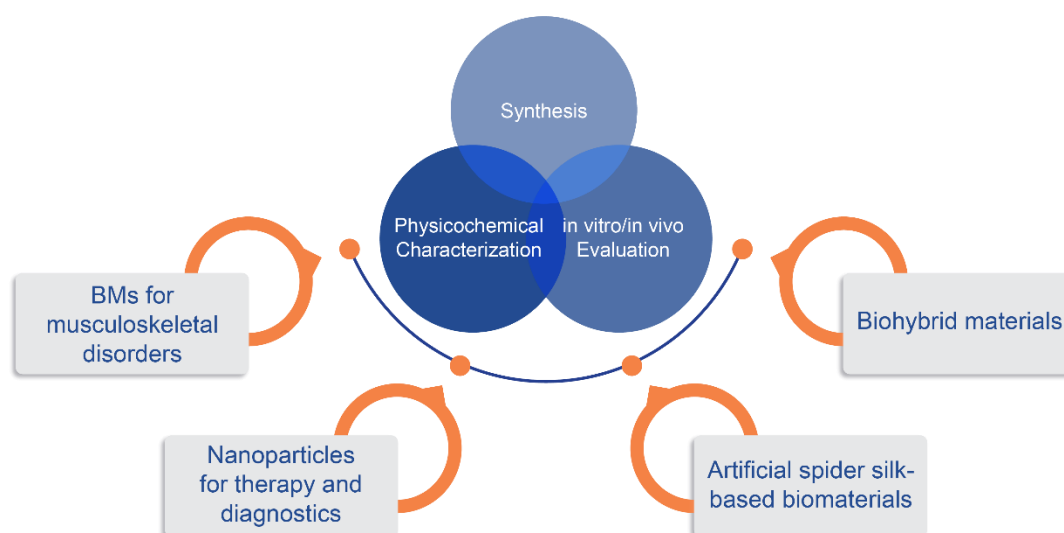 Synthesis
Physicochemical
Characterization
in vitro/in vivo
Evaluation
BMs for
musculoskeletal
disorders
Biohybrid materials
Nanoparticles
for therapy and
diagnostics
Artificial spider silk-
based biomaterials